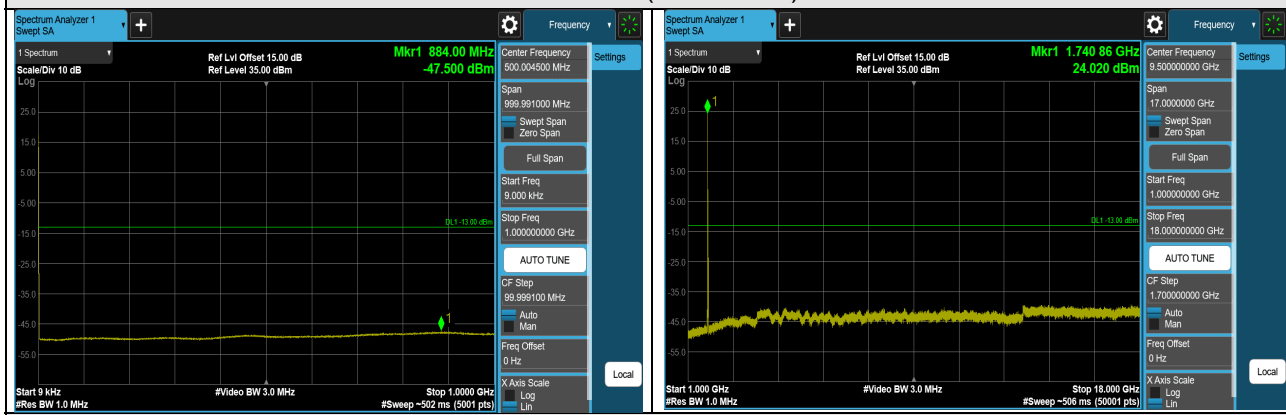 Spectrum Analyzer 1
Swept SA
+
Frequency
1 Spectrum
Scale/Div 10 dB
Log
Ref Lvl Offset 15.00 dB
Ref Level 35.00 dBm
Mkr1 884.00 MHz
-47.500 dBm
25.0
15.0
5.00
-5.00
-15.0
-25.0
-35.0
-45.0
-55.0
DL1 -13.00 dBm
1
Start 9 kHz
#Res BW 1.0 MHz
#Video BW 3.0 MHz
Stop 1.0000 GHz
#Sweep ~502 ms (5001 pts)
Center Frequency
500.004500 MHz
Span
999.991000 MHz
Swept Span
Zero Span
Full Span
Start Freq
9.000 kHz
Stop Freq
1.000000000 GHz
AUTO TUNE
CF Step
99.999100 MHz
Auto
Man
Freq Offset
0 Hz
X Axis Scale
Log
Lin
Settings
Local
Spectrum Analyzer 1
Swept SA
+
Frequency
1 Spectrum
Scale/Div 10 dB
Log
Ref Lvl Offset 15.00 dB
Ref Level 35.00 dBm
Mkr1 1.740 86 GHz
24.020 dBm
25.0
15.0
5.00
-5.00
-15.0
-25.0
-35.0
-45.0
-55.0
DL1 -13.00 dBm
1
Start 1.000 GHz
#Res BW 1.0 MHz
#Video BW 3.0 MHz
Stop 18.000 GHz
#Sweep ~506 ms (50001 pts)
Center Frequency
9.500000000 GHz
Span
17.0000000 GHz
Swept Span
Zero Span
Full Span
Start Freq
1.000000000 GHz
Stop Freq
18.000000000 GHz
AUTO TUNE
CF Step
1.700000000 GHz
Auto
Man
Freq Offset
0 Hz
X Axis Scale
Log
Lin
Settings
Local